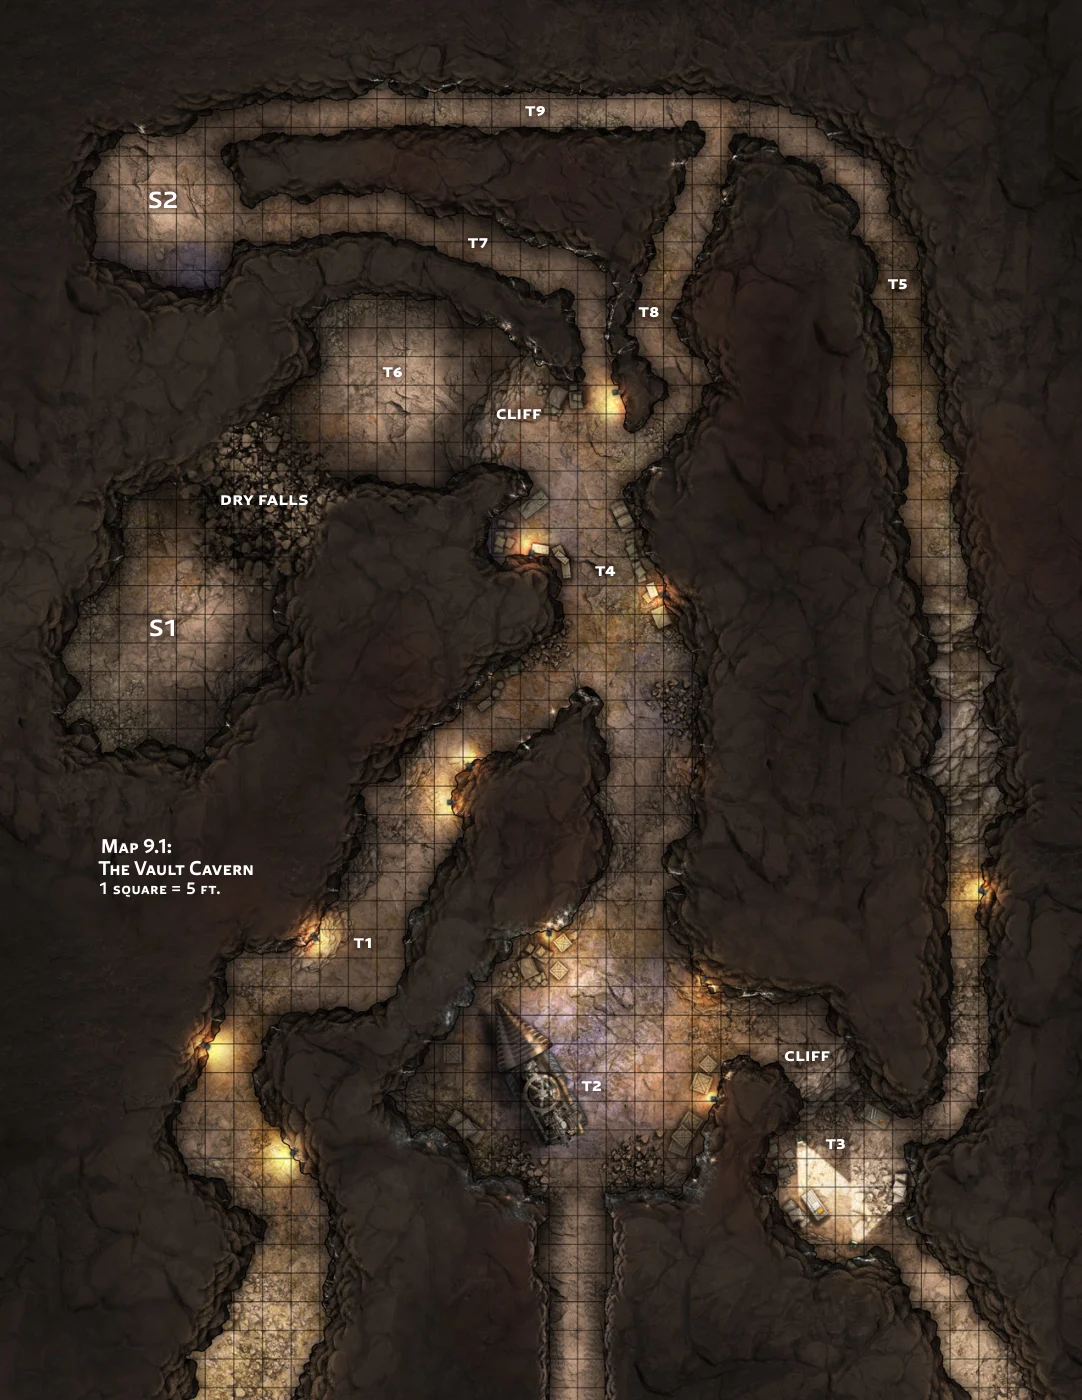 T9
S2
T7
T5
T8
T6
CLIFF
DRY FALLS
T4
S1
Map 9.1:
The Vault Cavern
1 square = 5 ft.
T1
CLIFF
T2
T3